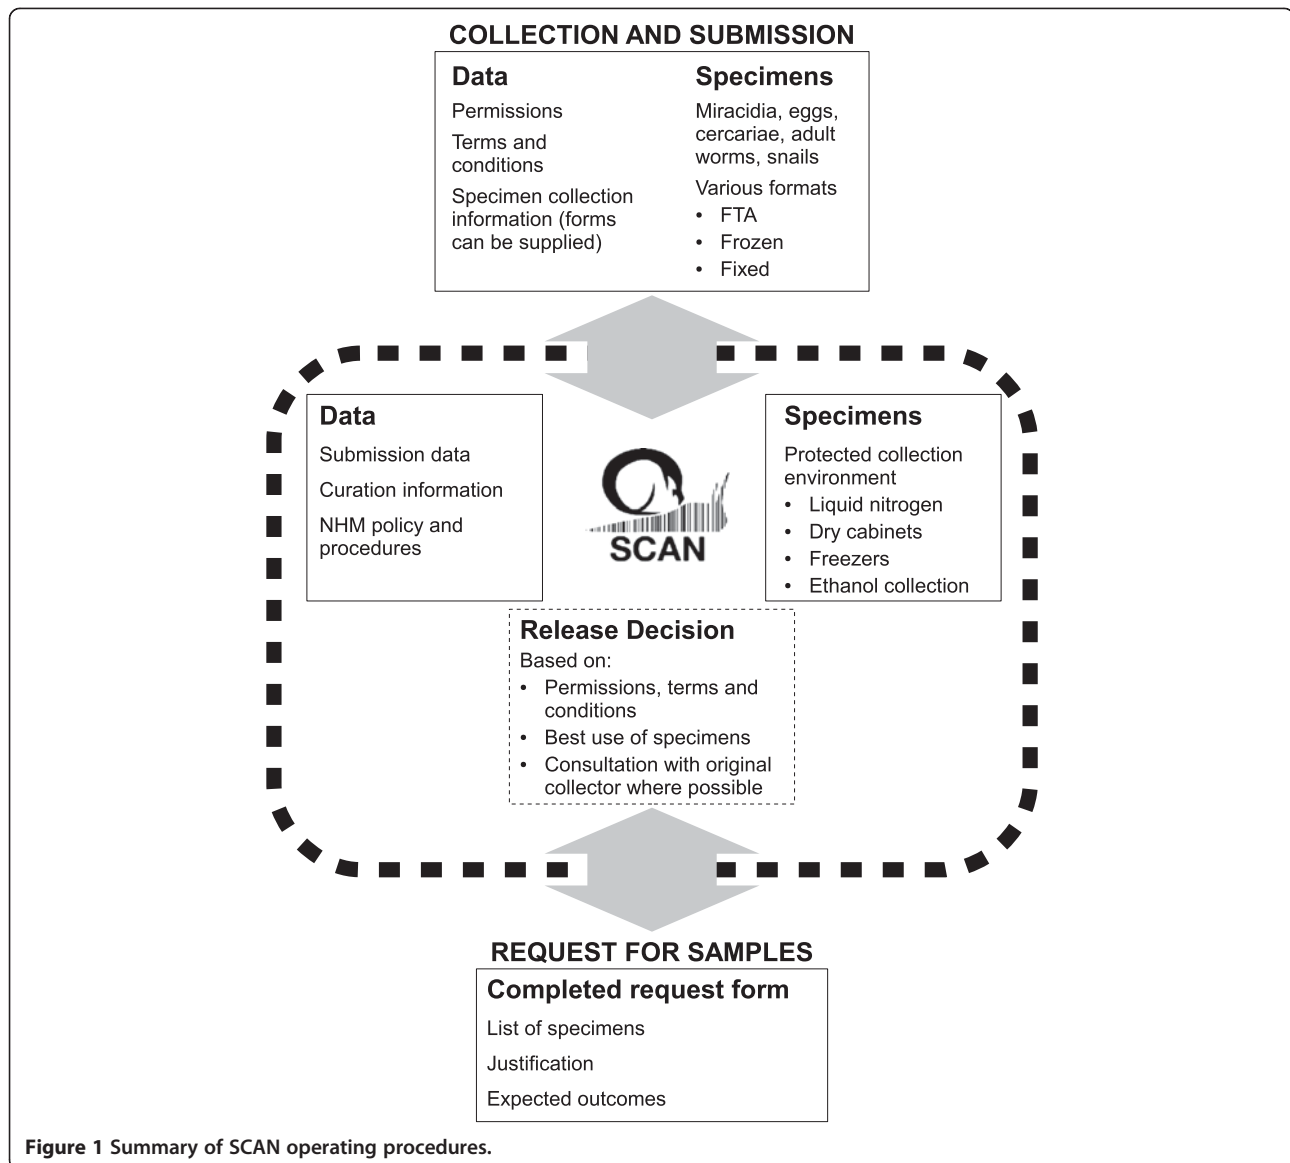 COLLECTION AND SUBMISSION
Data
Permissions
Terms and
conditions
Specimen collection
information (forms
can be supplied)
Specimens
Miracidia, eggs,
cercariae, adult
worms, snails
Various formats
• FTA
• Frozen
• Fixed
Data
Submission data
Curation information
NHM policy and
procedures
SCAN
Specimens
Protected collection
environment
• Liquid nitrogen
• Dry cabinets
• Freezers
• Ethanol collection
Release Decision
Based on:
• Permissions, terms and
conditions
• Best use of specimens
• Consultation with original
collector where possible
REQUEST FOR SAMPLES
Completed request form
List of specimens
Justification
Expected outcomes
Figure 1 Summary of SCAN operating procedures.